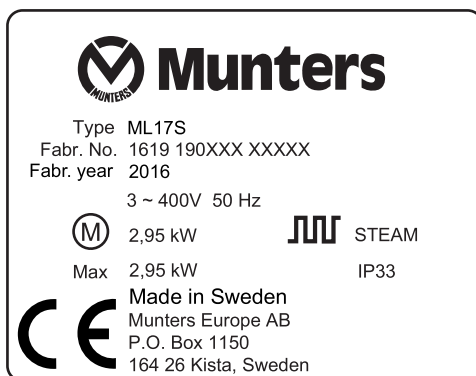 MUNTERS Munters
Type ML17S
Fabr. No. 1619 190XXX XXXXX
Fabr. year 2016
3 ~ 400V 50 Hz
M 2,95 kW STEAM
Max 2,95 kW IP33
CE Made in Sweden
Munters Europe AB
P.O. Box 1150
164 26 Kista, Sweden